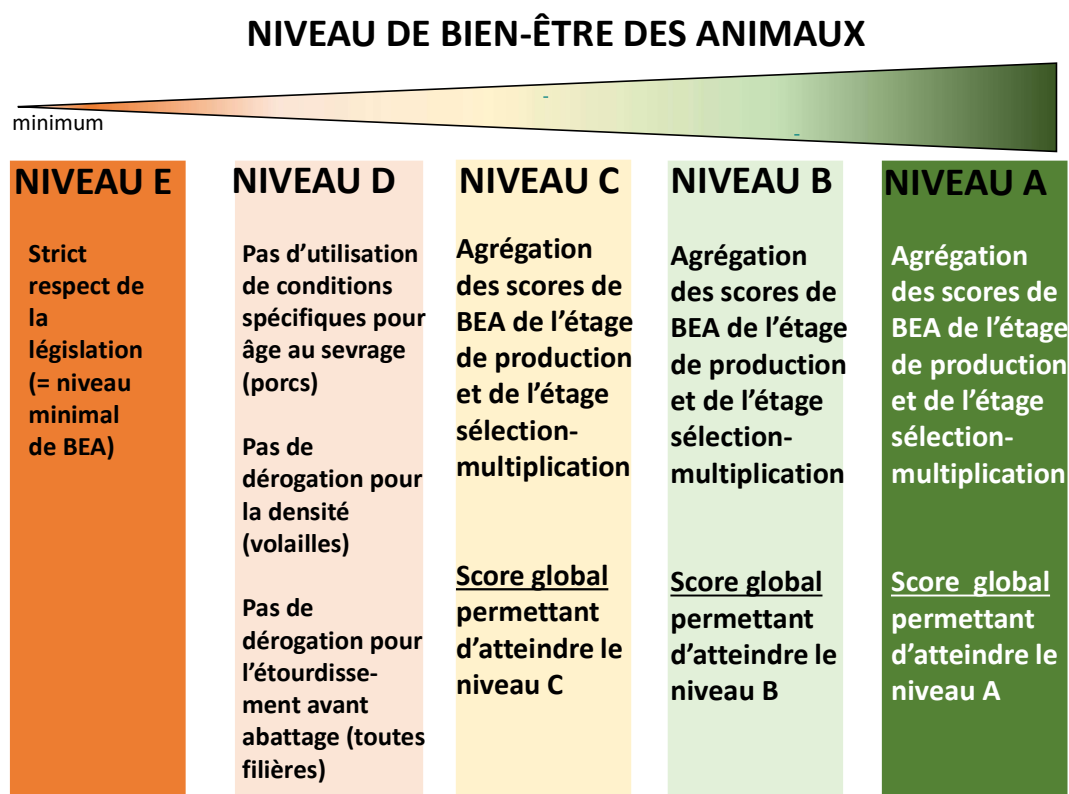 NIVEAU DE BIEN-ÊTRE DES ANIMAUX
minimum
NIVEAU E
Strict
respect de
la
législation
(= niveau
minimal
de BEA)
NIVEAU D
Pas d'utilisation
de conditions
spécifiques pour
âge au sevrage
(porcs)
Pas de
dérogation pour
la densité
(volailles)
Pas de
dérogation pour
l'étourdisse-
ment avant
abattage (toutes
filières)
NIVEAU C
Agrégation
des scores de
BEA de l'étage
de production
et de l'étage
sélection-
multiplication
Score global
permettant
d'atteindre le
niveau C
NIVEAU B
Agrégation
des scores de
BEA de l'étage
de production
et de l'étage
sélection-
multiplication
Score global
permettant
d'atteindre le
niveau B
NIVEAU A
Agrégation
des scores de
BEA de l'étage
de production
et de l'étage
sélection-
multiplication
Score global
permettant
d'atteindre le
niveau A